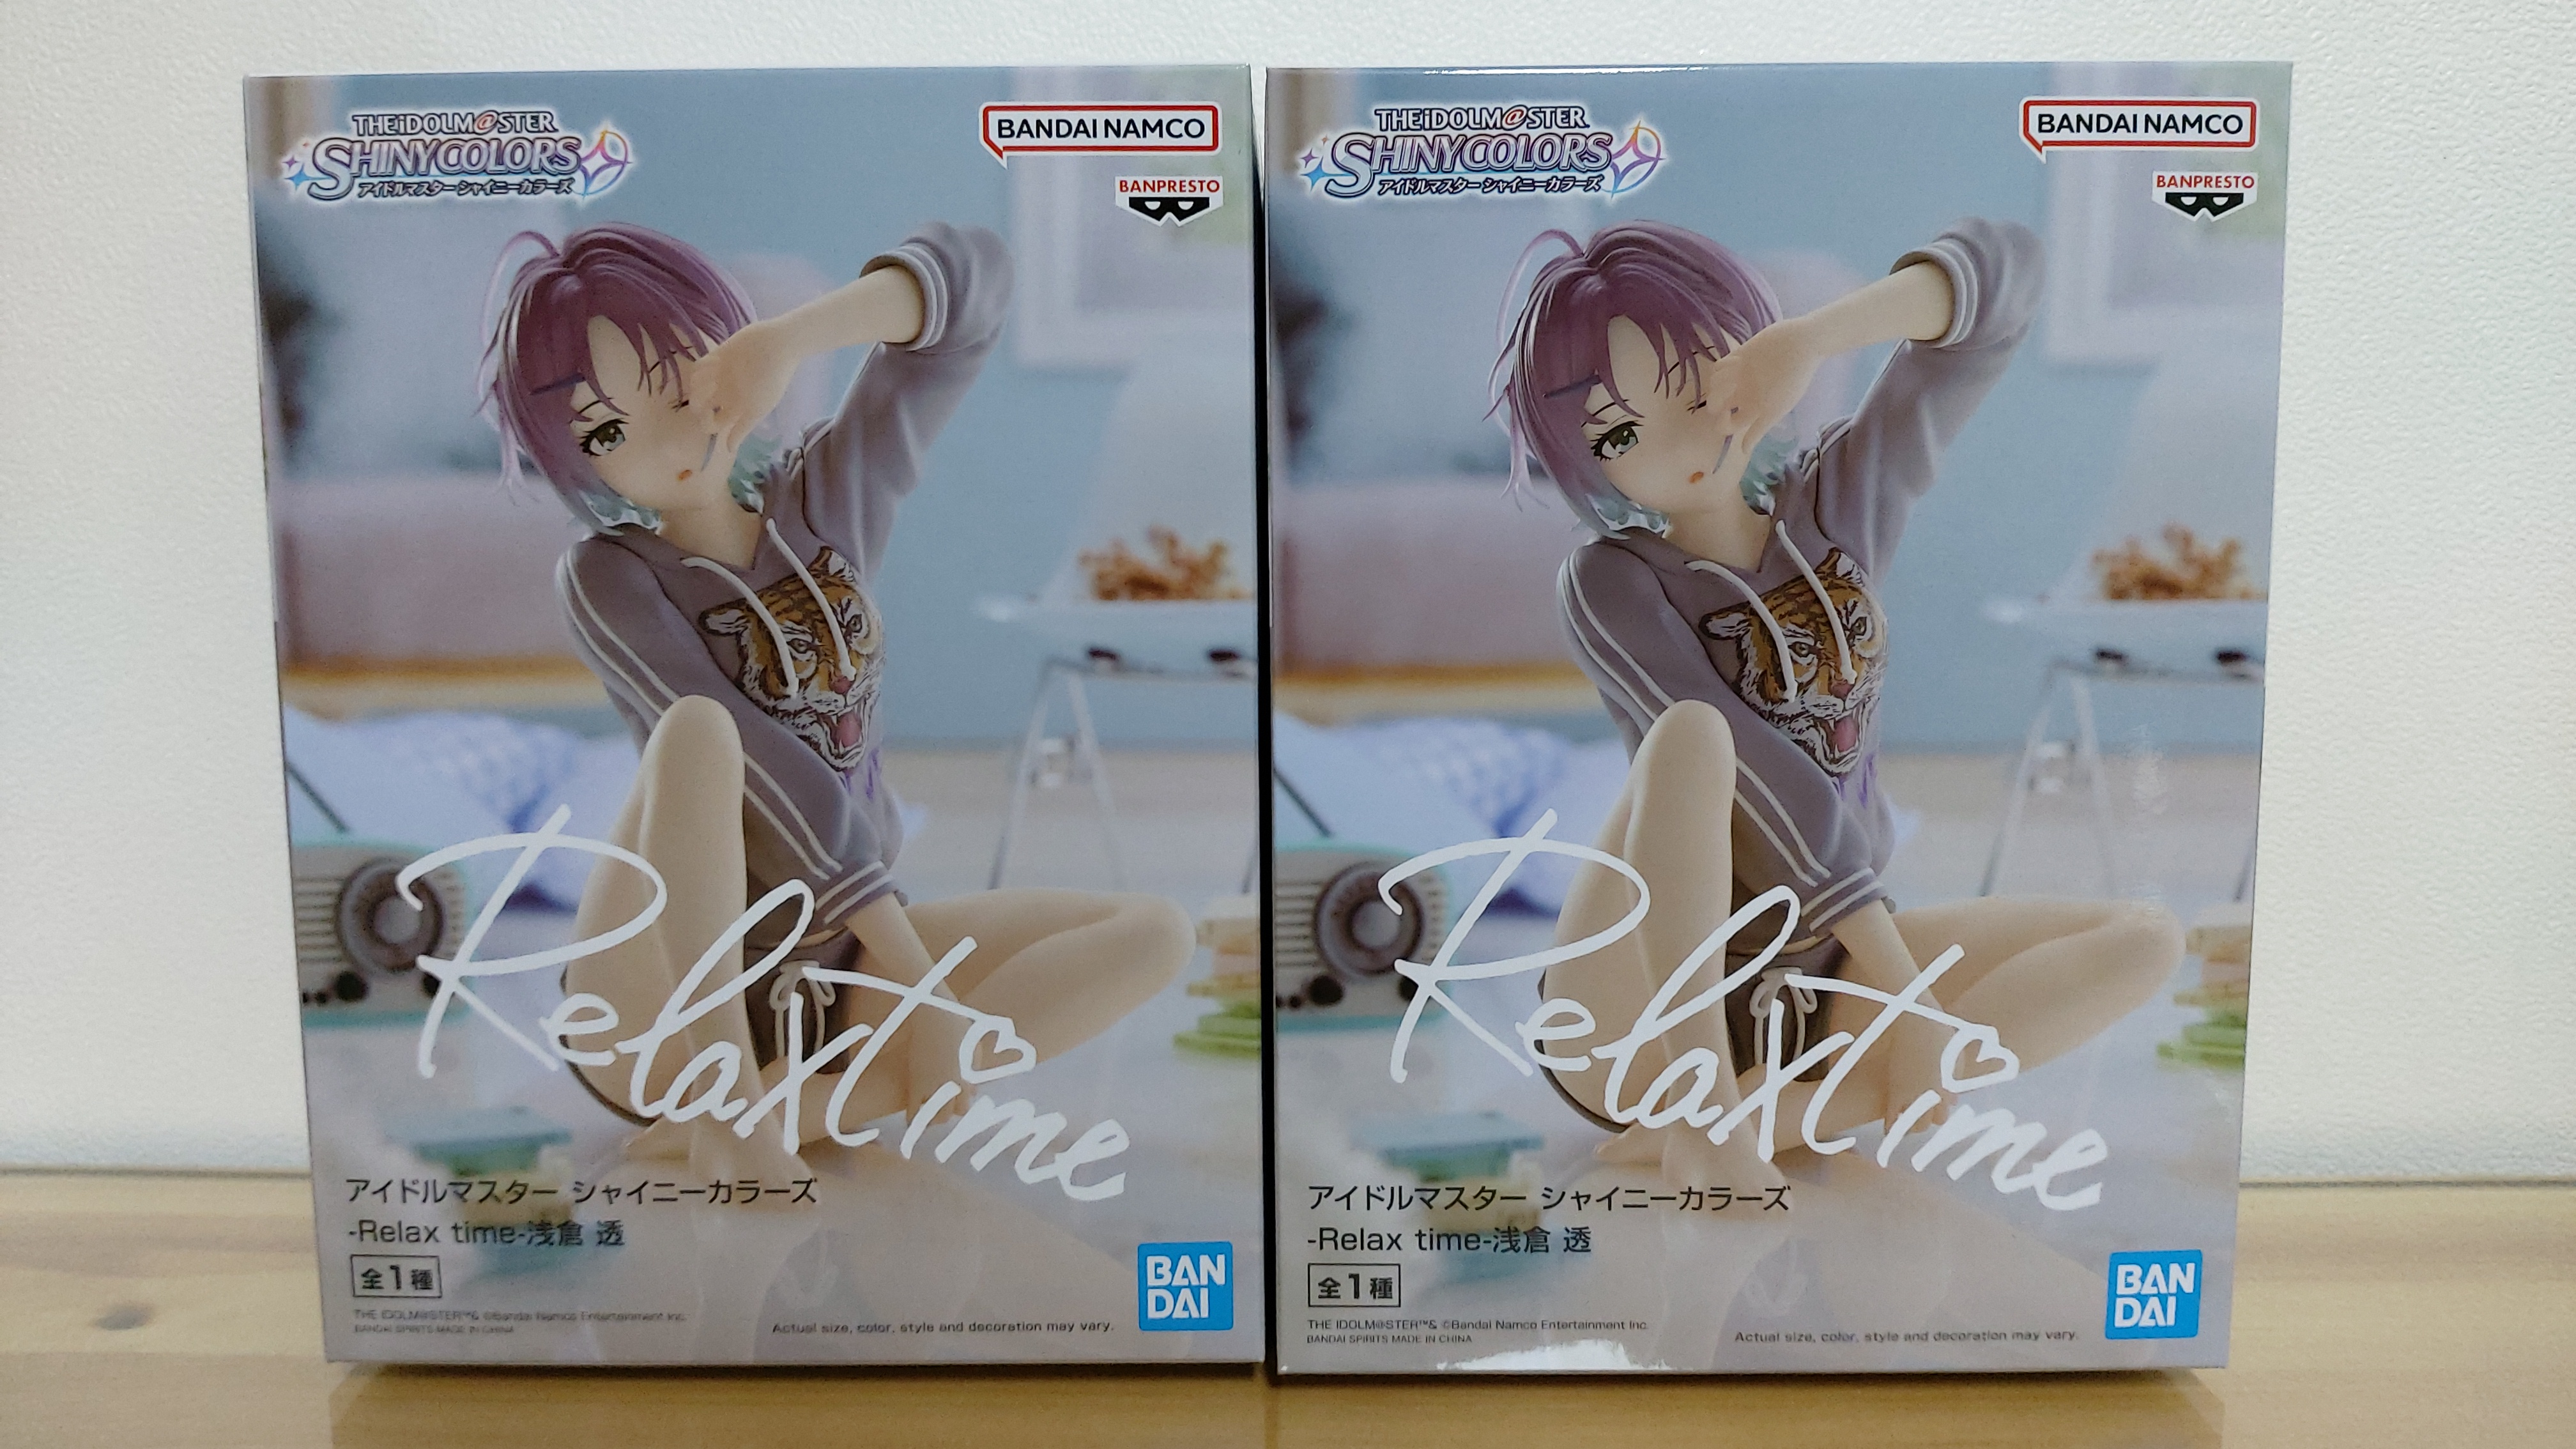 THE iDOLM@STER
SHINYCOLORS
アイドルマスター シャイニーカラーズ
BANDAI NAMCO
BANPRESTO
Relax time
アイドルマスター シャイニーカラーズ
-Relax time-浅倉 透
全1種
THE IDOLM@STER™& ©Bandai Namco Entertainment Inc.
BANDAI SPIRITS MADE IN CHINA
Actual size, color, style and decoration may vary.
BAN
DAI
THE iDOLM@STER
SHINYCOLORS
アイドルマスター シャイニーカラーズ
BANDAI NAMCO
BANPRESTO
Relax time
アイドルマスター シャイニーカラーズ
-Relax time-浅倉 透
全1種
THE IDOLM@STER™& ©Bandai Namco Entertainment Inc.
BANDAI SPIRITS MADE IN CHINA
Actual size, color, style and decoration may vary.
BAN
DAI